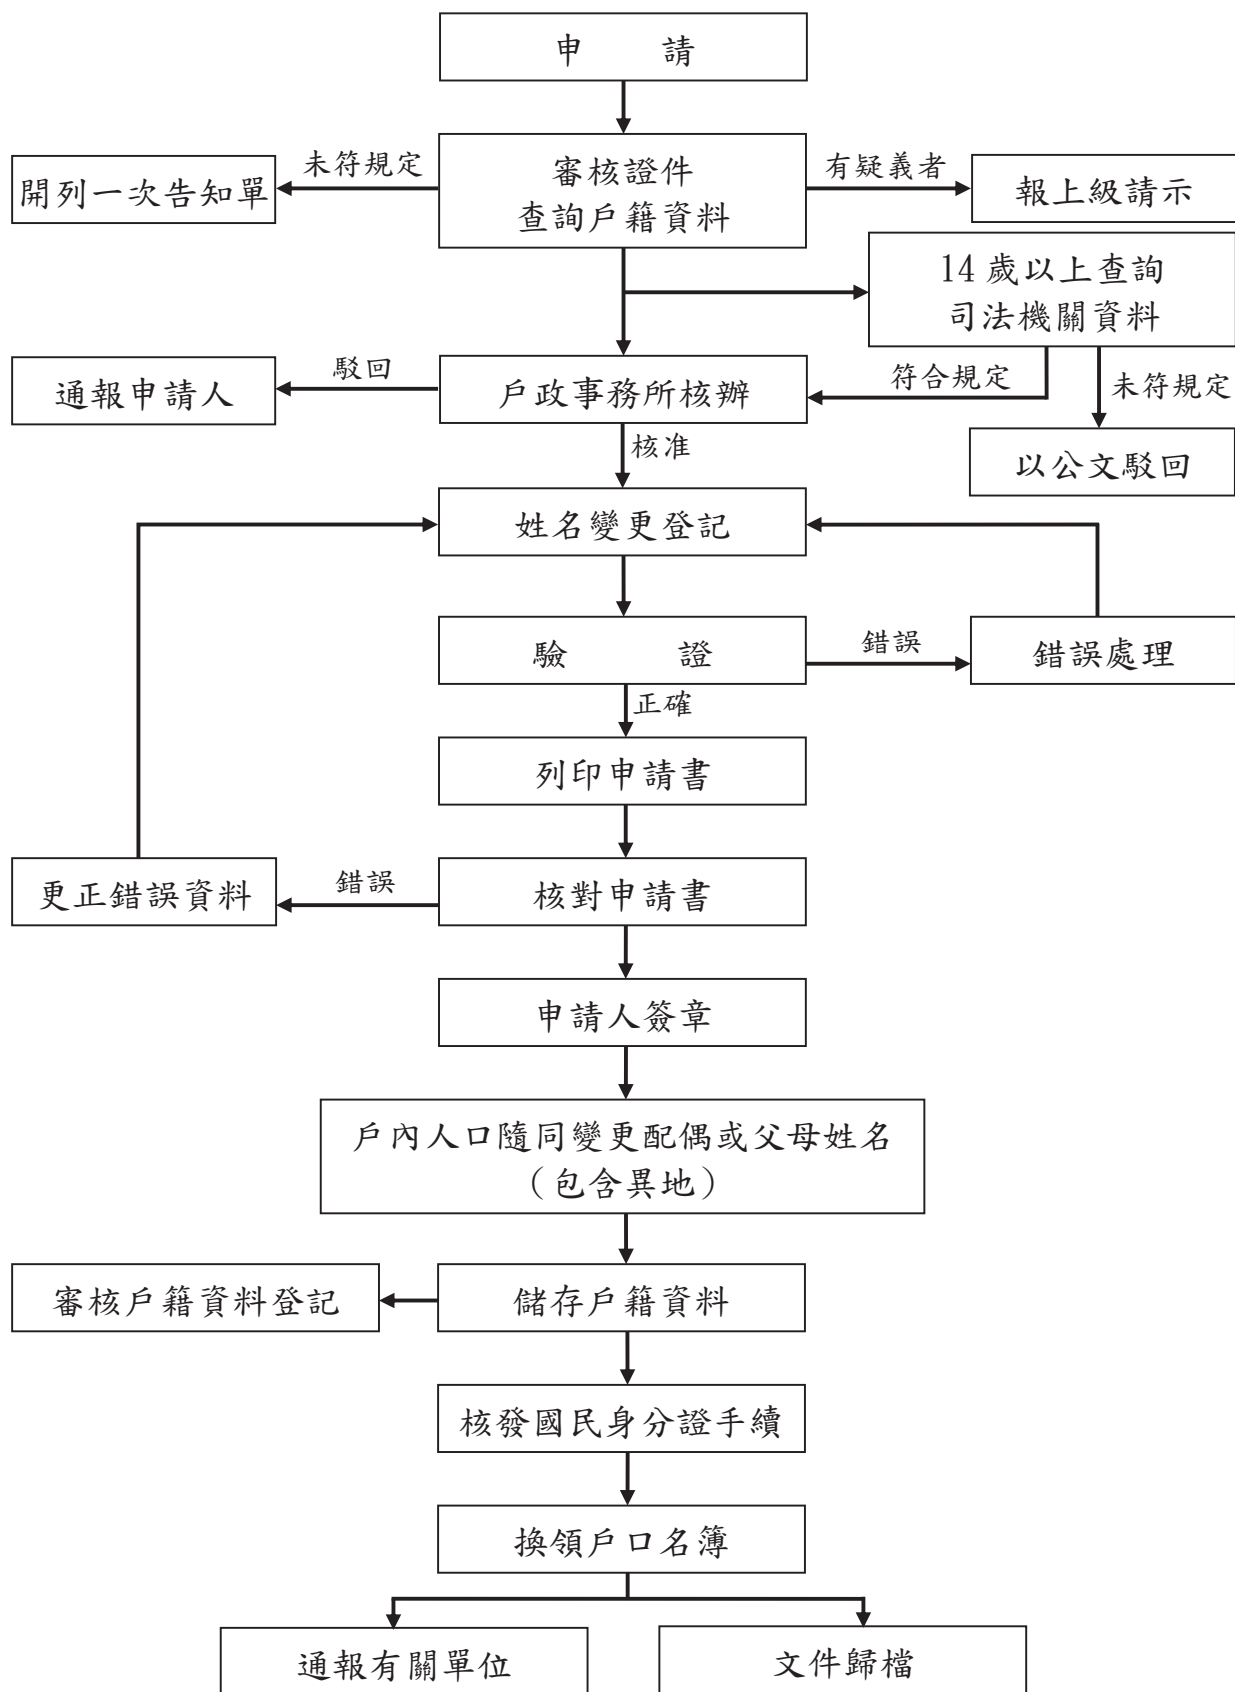 申請
未符規定
有疑義者
開列一次告知單
審核證件
查詢戶籍資料
報上級請示
14歲以上查詢
司法機關資料
駁回
符合規定
未符規定
通報申請人
戶政事務所核辦
核准
以公文駁回
姓名變更登記
驗證
錯誤
錯誤處理
正確
列印申請書
錯誤
更正錯誤資料
核對申請書
申請人簽章
戶內人口隨同變更配偶或父母姓名
（包含異地）
審核戶籍資料登記
儲存戶籍資料
核發國民身分證手續
換領戶口名簿
通報有關單位
文件歸檔